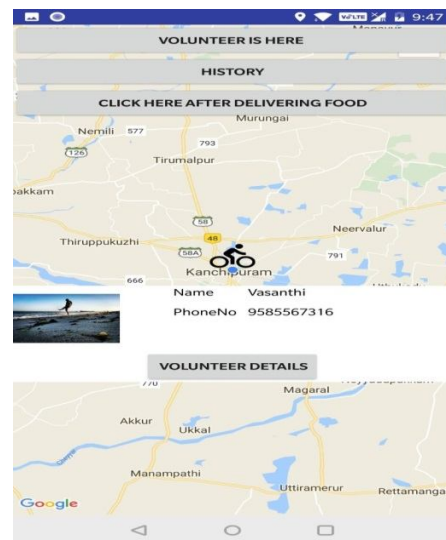 VoLTE 9:47
VOLUNTEER IS HERE
HISTORY
CLICK HERE AFTER DELIVERING FOOD
Murungai
Nemili 577
793
126
Tirumalpur
pakkam
58
Neervalur
Thiruppukuzhi
48
58A
791
Kanchipuram
666
Name Vasanthi
PhoneNo 9585567316
VOLUNTEER DETAILS
770
Magaral
Akkur
Ukkal
Manampathi
Uttiramerur
Rettamanga
Google